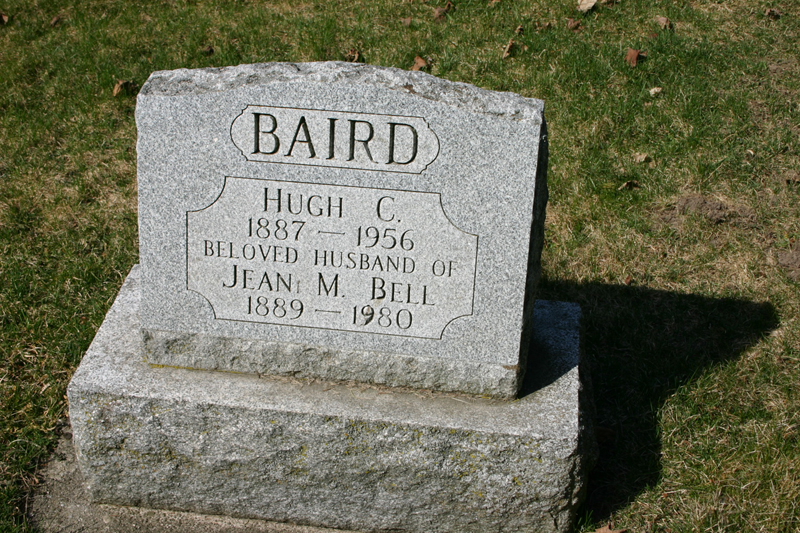 BAIRD
HUGH C.
1887 — 1956
BELOVED HUSBAND OF
JEAN M. BELL
1889 — 1980